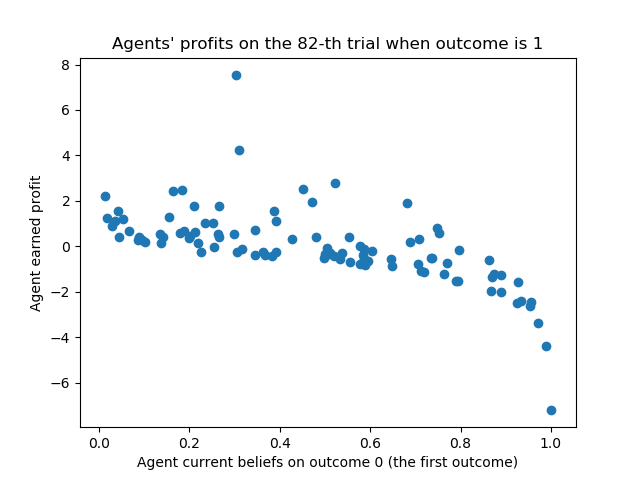 Agents' profits on the 82-th trial when outcome is 1
8
6
4
2
0
−2
−4
−6
Agent earned profit
0.0 0.2 0.4 0.6 0.8 1.0
Agent current beliefs on outcome 0 (the first outcome)